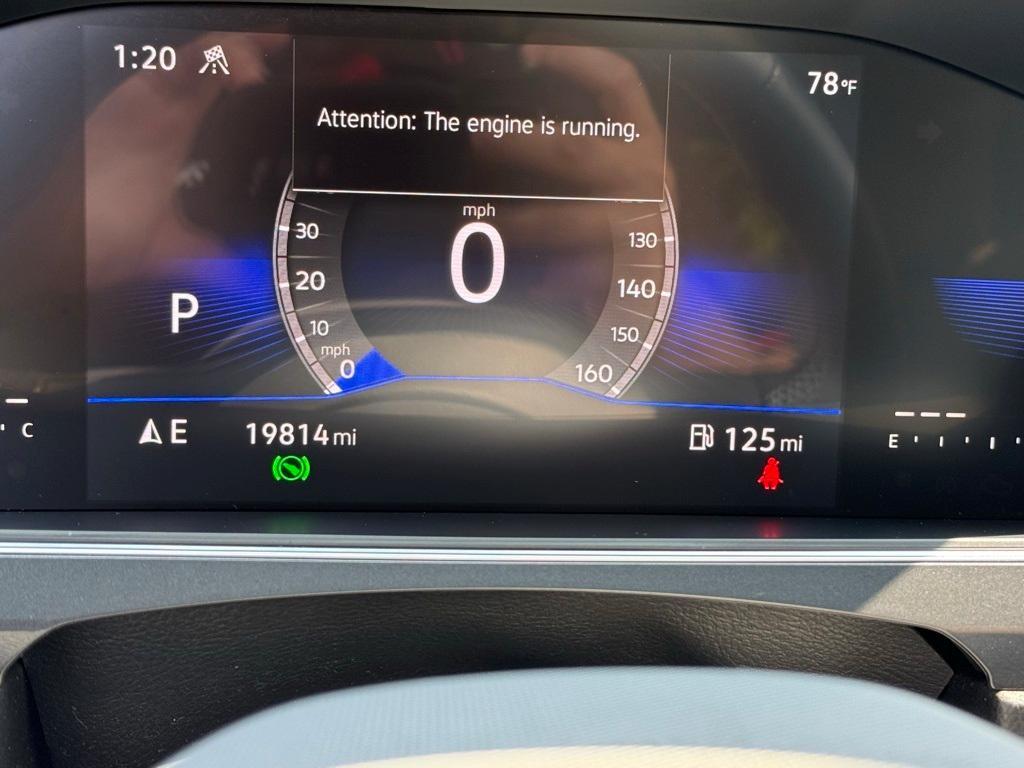 1:20
78°F
Attention: The engine is running.
mph
0
30
20
10
mph
0
130
140
150
160
P
C
E
19814 mi
125 mi
E